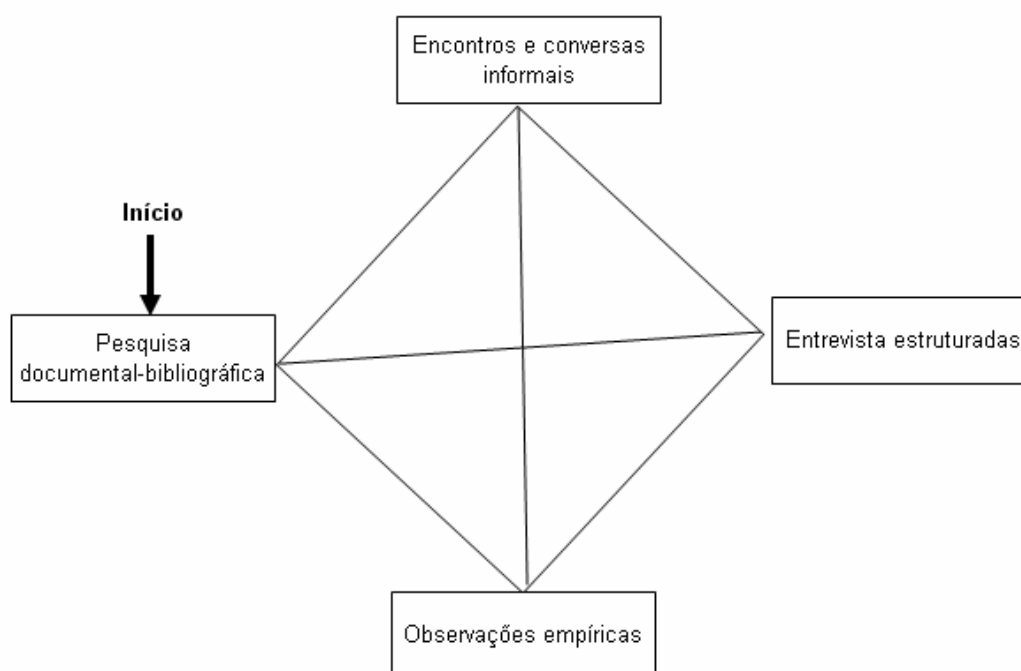 Encontros e conversas
informais
Início
Pesquisa
documental-bibliográfica
Entrevista estruturadas
Observações empíricas